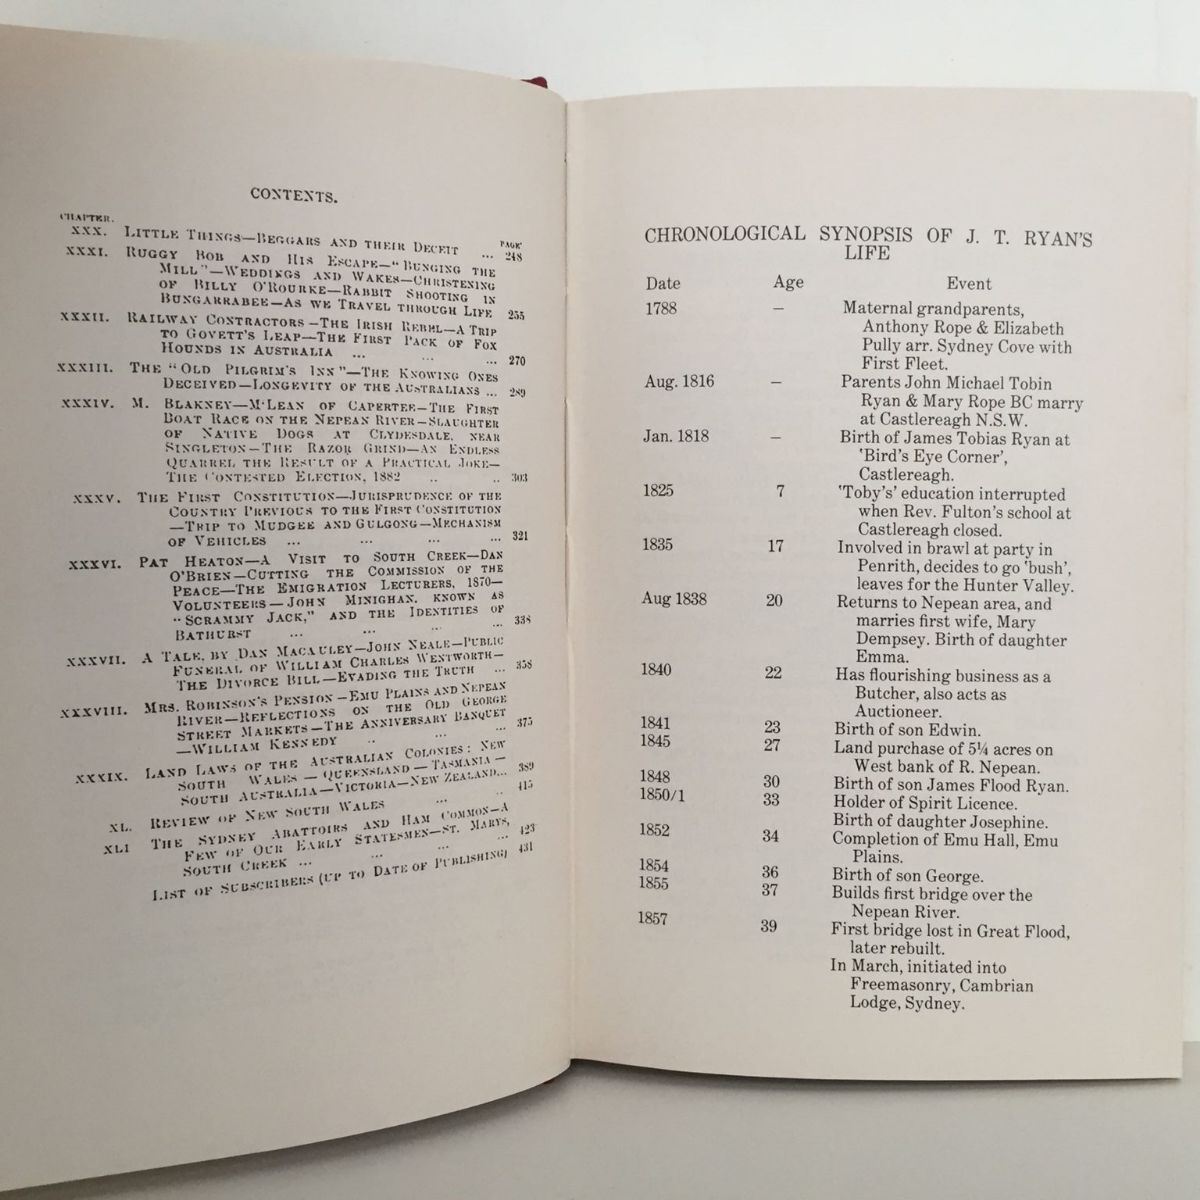 CONTENTS.
CHAPTER.
PAGE
XXX. LITTLE THINGS—BEGGARS AND THEIR DECEIT ... 248
XXXI. RUGGY BOB AND HIS ESCAPE—"BUNGING THE
MILL"—WEDDINGS AND WAKES—CHRISTENING
OF BILLY O'ROURKE—RABBIT SHOOTING IN
BUNGARRABEE—AS WE TRAVEL THROUGH LIFE 255
XXXII. RAILWAY CONTRACTORS—THE IRISH REBEL—A TRIP
TO GOVETT'S LEAP—THE FIRST PACK OF FOX
HOUNDS IN AUSTRALIA ... ... ... 270
XXXIII. THE "OLD PILGRIM'S INN"—THE KNOWING ONES
DECEIVED—LONGEVITY OF THE AUSTRALIANS ... 289
XXXIV. M. BLAKNEY—M'LEAN OF CAPERTEE—THE FIRST
BOAT RACE ON THE NEPEAN RIVER—SLAUGHTER
OF NATIVE DOGS AT CLYDESDALE, NEAR
SINGLETON—THE RAZOR GRIND—AN ENDLESS
QUARREL THE RESULT OF A PRACTICAL JOKE—
THE CONTESTED ELECTION, 1882 .. .. 303
XXXV. THE FIRST CONSTITUTION—JURISPRUDENCE OF THE
COUNTRY PREVIOUS TO THE FIRST CONSTITUTION
—TRIP TO MUDGEE AND GULGONG—MECHANISM
OF VEHICLES ... ... ... ... 321
XXXVI. PAT HEATON—A VISIT TO SOUTH CREEK—DAN
O'BRIEN—CUTTING THE COMMISSION OF THE
PEACE—THE EMIGRATION LECTURERS, 1870—
VOLUNTEERS—JOHN MINIGHAN, KNOWN AS
"SCRAMMY JACK," AND THE IDENTITIES OF
BATHURST ... ... ... ... 338
XXXVII. A TALE, BY DAN MACAULEY—JOHN NEALE—PUBLIC
FUNERAL OF WILLIAM CHARLES WENTWORTH—
THE DIVORCE BILL—EVADING THE TRUTH ... 358
XXXVIII. MRS. ROBINSON'S PENSION—EMU PLAINS AND NEPEAN
RIVER—REFLECTIONS ON THE OLD GEORGE
STREET MARKETS—THE ANNIVERSARY BANQUET
—WILLIAM KENNEDY .. ... ... 375
XXXIX. LAND LAWS OF THE AUSTRALIAN COLONIES: NEW
SOUTH WALES—QUEENSLAND—TASMANIA—
SOUTH AUSTRALIA—VICTORIA—NEW ZEALAND... 389
XL. REVIEW OF NEW SOUTH WALES ... .. 415
XLI THE SYDNEY ABATTOIRS AND HAM COMMON—A
FEW OF OUR EARLY STATESMEN—ST. MARYS,
SOUTH CREEK ... ... ... ... 423
LIST OF SUBSCRIBERS (UP TO DATE OF PUBLISHING) 431
CHRONOLOGICAL SYNOPSIS OF J. T. RYAN'S
LIFE
Date Age Event
1788 — Maternal grandparents,
Anthony Rope & Elizabeth
Pully arr. Sydney Cove with
First Fleet.
Aug. 1816 — Parents John Michael Tobin
Ryan & Mary Rope BC marry
at Castlereagh N.S.W.
Jan. 1818 — Birth of James Tobias Ryan at
'Bird's Eye Corner',
Castlereagh.
1825 7 'Toby's' education interrupted
when Rev. Fulton's school at
Castlereagh closed.
1835 17 Involved in brawl at party in
Penrith, decides to go 'bush',
leaves for the Hunter Valley.
Aug 1838 20 Returns to Nepean area, and
marries first wife, Mary
Dempsey. Birth of daughter
Emma.
1840 22 Has flourishing business as a
Butcher, also acts as
Auctioneer.
1841 23 Birth of son Edwin.
1845 27 Land purchase of 5¼ acres on
West bank of R. Nepean.
1848 30 Birth of son James Flood Ryan.
1850/1 33 Holder of Spirit Licence.
Birth of daughter Josephine.
1852 34 Completion of Emu Hall, Emu
Plains.
1854 36 Birth of son George.
1855 37 Builds first bridge over the
Nepean River.
1857 39 First bridge lost in Great Flood,
later rebuilt.
In March, initiated into
Freemasonry, Cambrian
Lodge, Sydney.